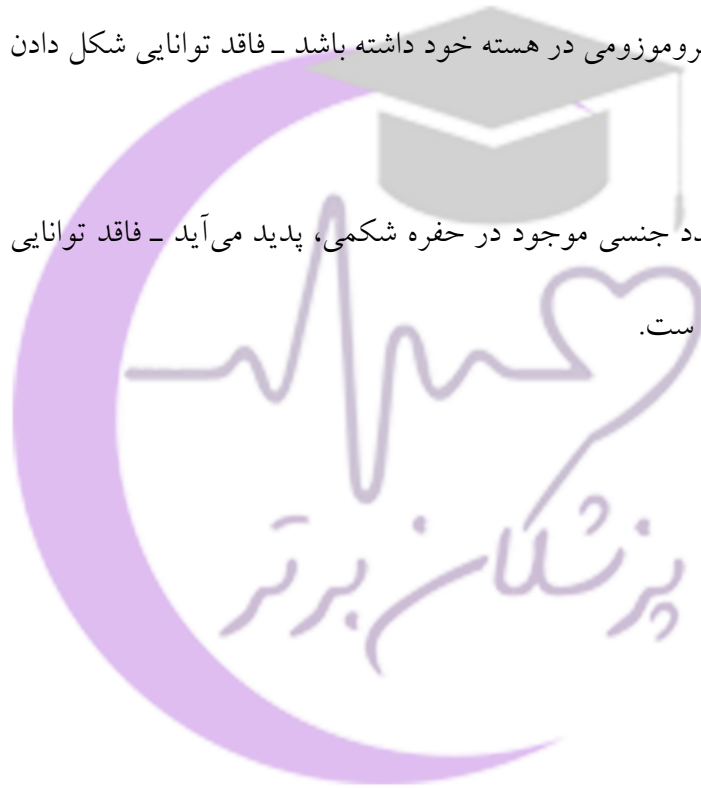 روموزومی در هسته خود داشته باشد ـ فاقد توانایی شکل دادن
دد جنسی موجود در حفره شکمی، پدید می‌آید ـ فاقد توانایی
ست.
پزشکان برتر